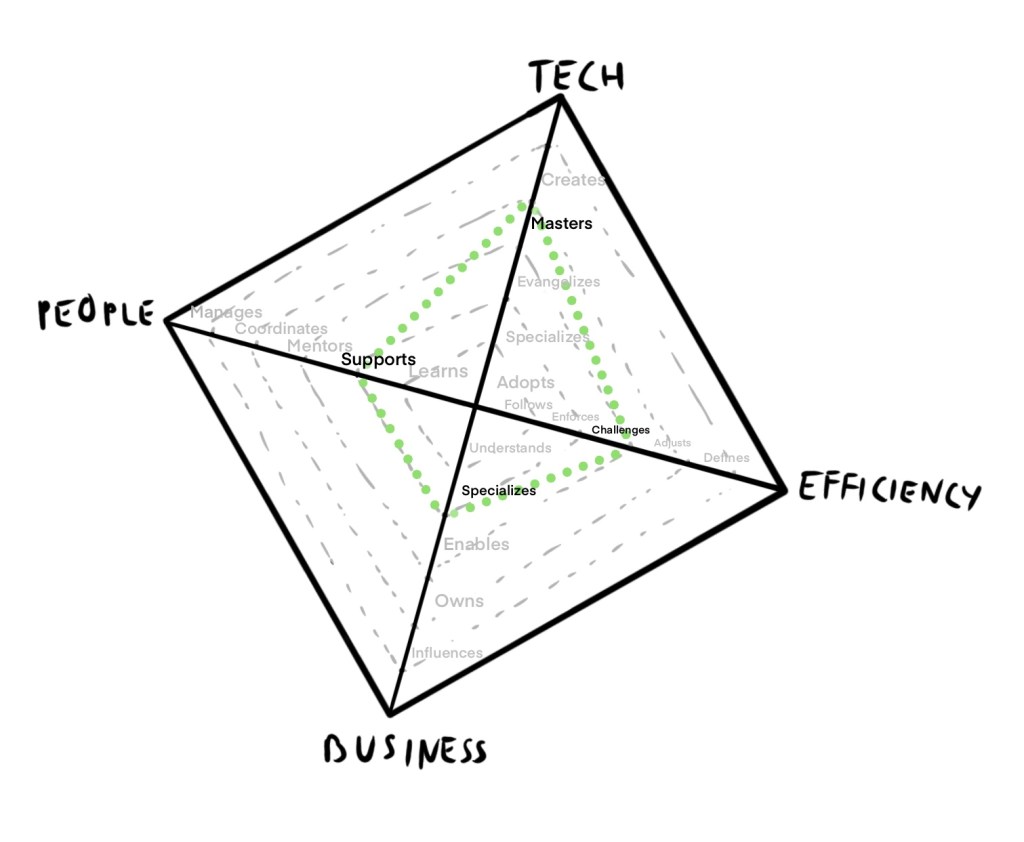 TECH
Creates
Masters
Evangelizes
PEOPLE
Manages
Coordinates
Specializes
Mentors
Supports
Learns
Adopts
Follows
Enforces
Challenges
Adjusts
Understands
Defines
EFFICIENCY
Specializes
Enables
Owns
Influences
BUSINESS